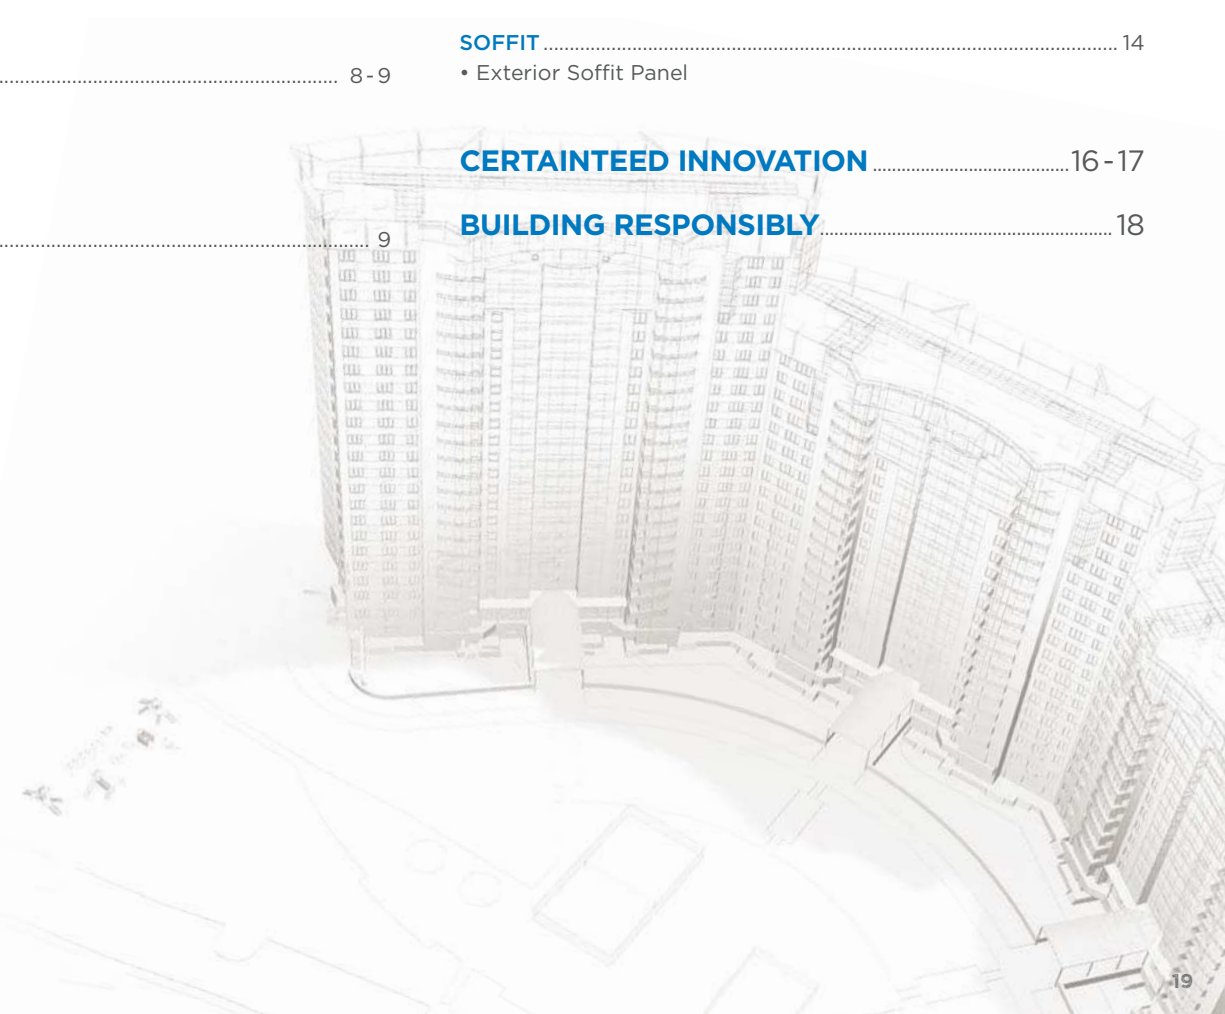 ........................................................... 8-9
........................................................... 9
SOFFIT ........................................................... 14
• Exterior Soffit Panel
CERTAINTEED INNOVATION ........................................ 16-17
BUILDING RESPONSIBLY ........................................ 18
19